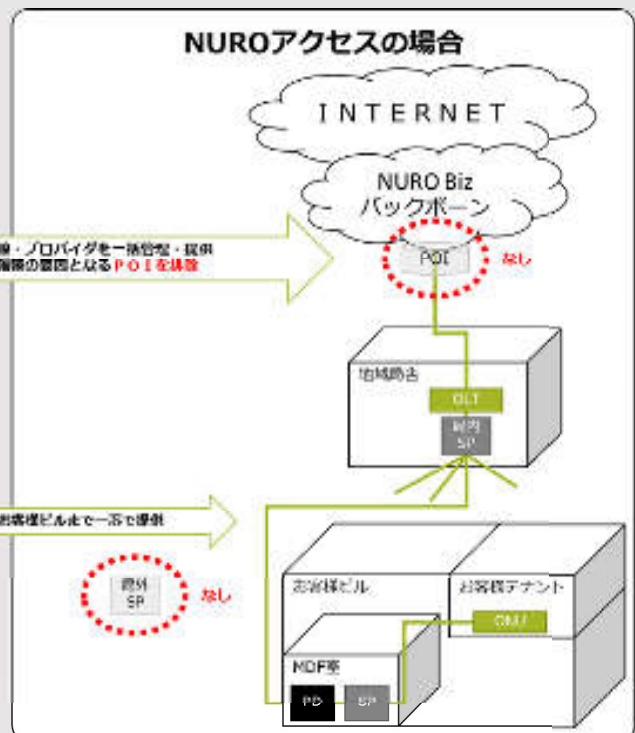 NUROアクセスの場合
INTERNET
NURO Biz
バックボーン
線・プロバイダを一括管理・提供
の要因となるPOIを排除
POI
なし
地域局舎
OLT
局内
SP
お客様ビルまで一芯で提供
屋外
SP
なし
お客様ビル
お客様テナント
ONU
MDF室
PD
SP